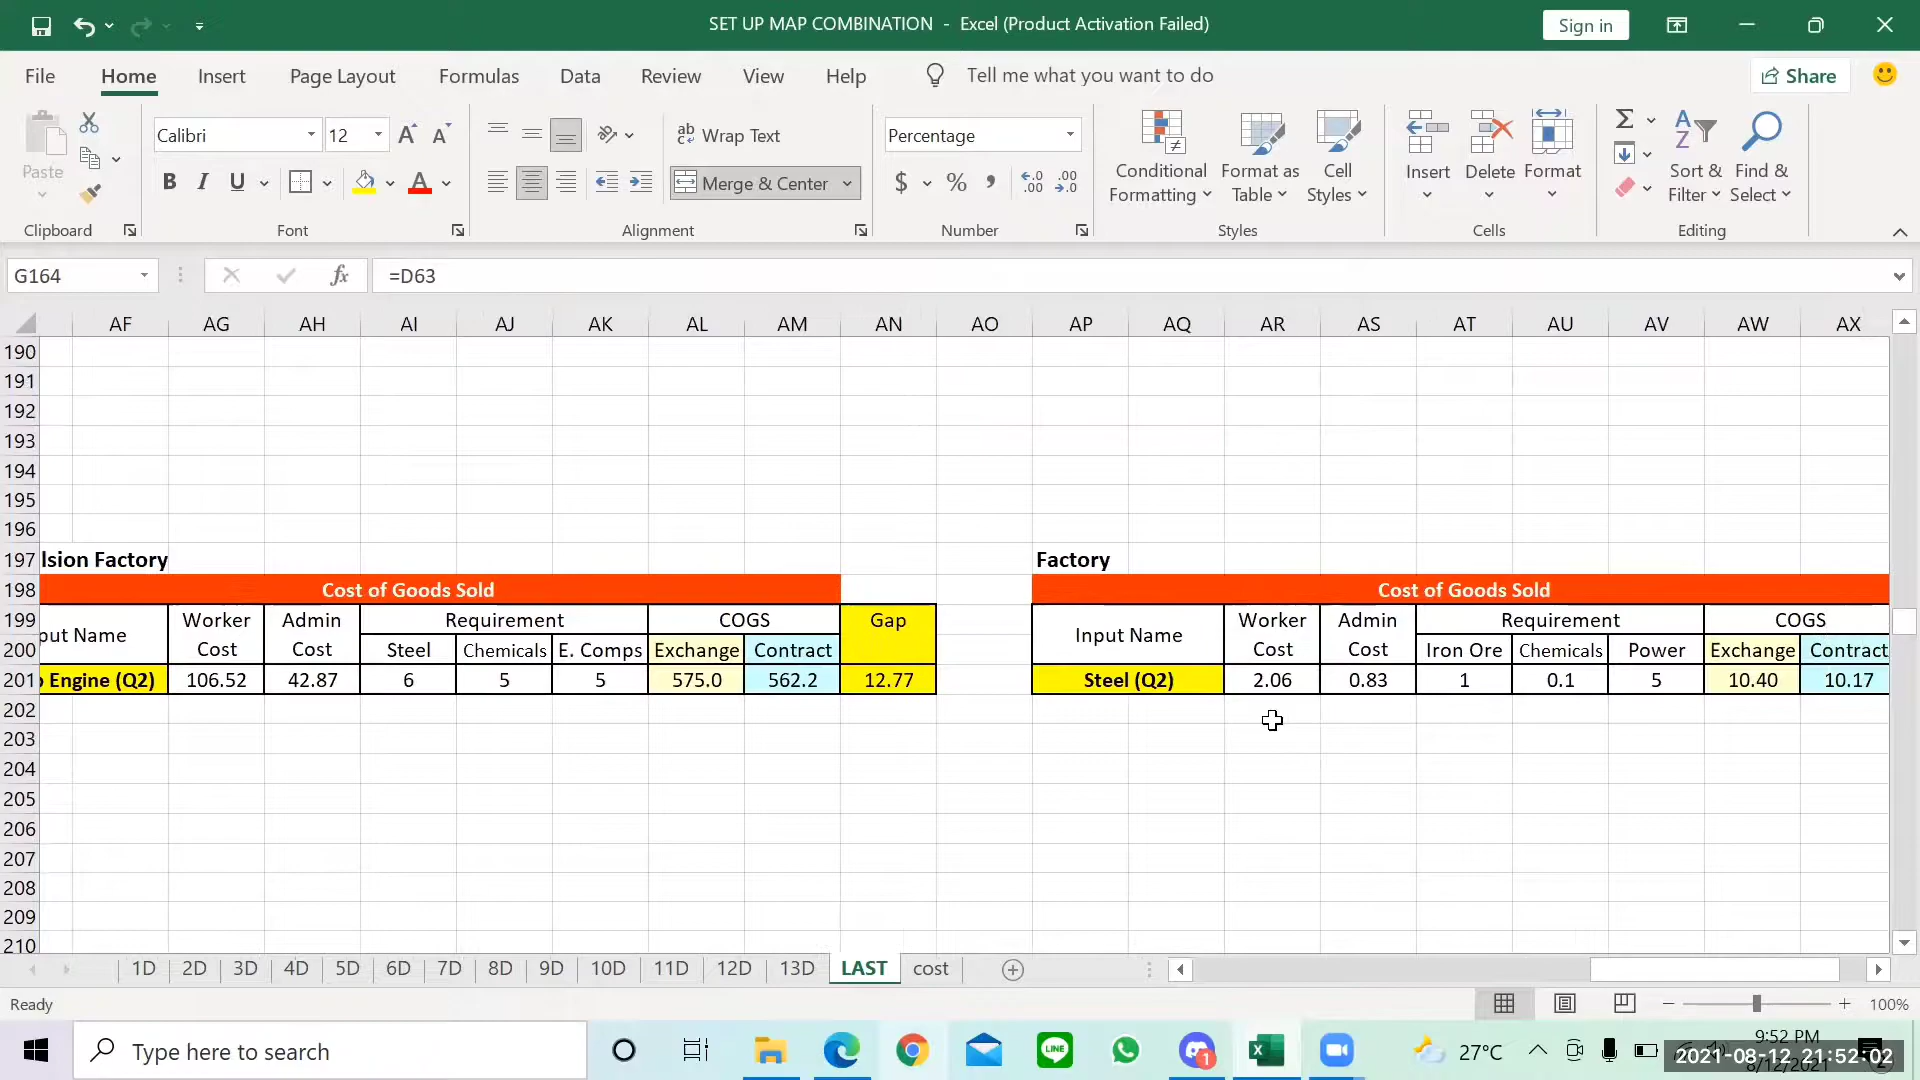 SET UP MAP COMBINATION - Excel (Product Activation Failed)
Sign in
File Home Insert Page Layout Formulas Data Review View Help Tell me what you want to do Share
Paste
Calibri 12
Wrap Text
Merge & Center
Percentage
Conditional Formatting
Format as Table
Cell Styles
Insert Delete Format
Sort & Filter
Find & Select
Clipboard Font Alignment Number Styles Cells Editing
G164 fx =D63
AF AG AH AI AJ AK AL AM AN AO AP AQ AR AS AT AU AV AW AX
190
191
192
193
194
195
196
197 lsion Factory Factory
198 Cost of Goods Sold Cost of Goods Sold
199 put Name Worker Admin Requirement COGS Gap Input Name Worker Admin Requirement COGS
200 Cost Cost Steel Chemicals E. Comps Exchange Contract Cost Cost Iron Ore Chemicals Power Exchange Contract
201 Engine (Q2) 106.52 42.87 6 5 5 575.0 562.2 12.77 Steel (Q2) 2.06 0.83 1 0.1 5 10.40 10.17
202
203
204
205
206
207
208
209
210
1D 2D 3D 4D 5D 6D 7D 8D 9D 10D 11D 12D 13D LAST cost
Ready 100%
Type here to search
LINE
1
27°C
9:52 PM
8/12/2021
2021-08-12 21:52:02